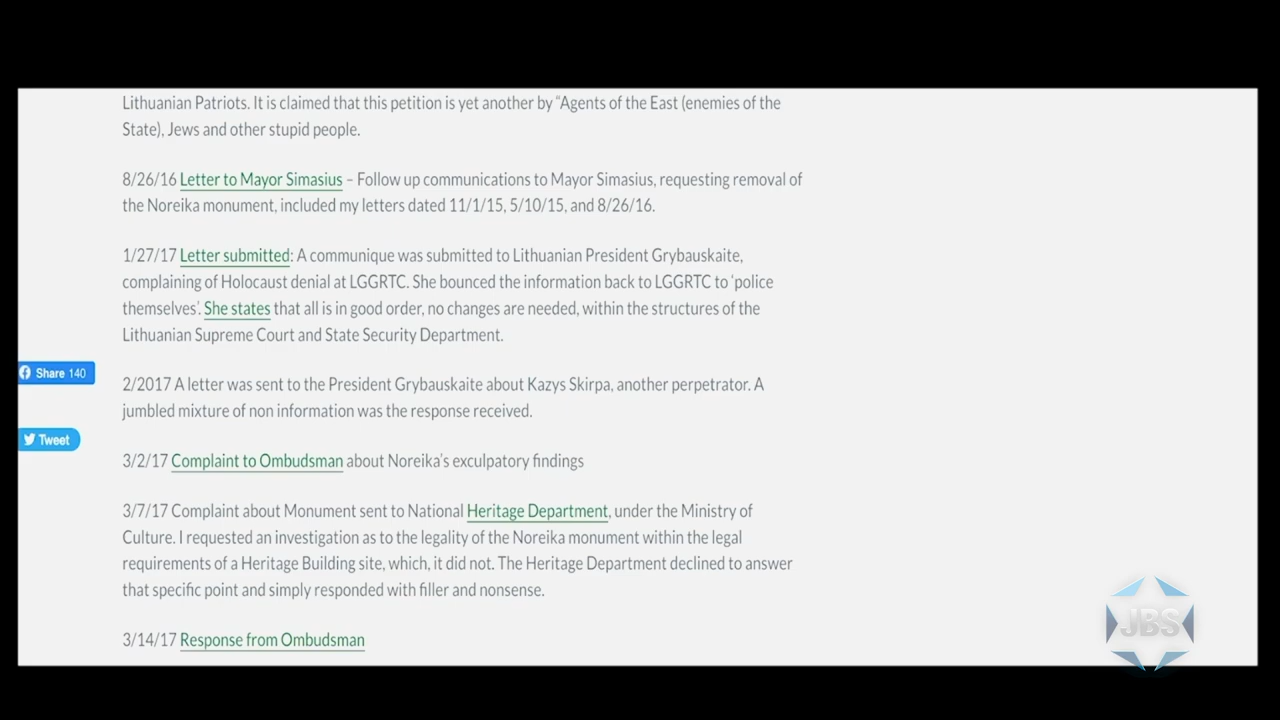 Lithuanian Patriots. It is claimed that this petition is yet another by “Agents of the East (enemies of the
State), Jews and other stupid people.
8/26/16 Letter to Mayor Simasius – Follow up communications to Mayor Simasius, requesting removal of
the Noreika monument, included my letters dated 11/1/15, 5/10/15, and 8/26/16.
1/27/17 Letter submitted: A communique was submitted to Lithuanian President Grybauskaite,
complaining of Holocaust denial at LGGRTC. She bounced the information back to LGGRTC to ‘police
themselves’. She states that all is in good order, no changes are needed, within the structures of the
Lithuanian Supreme Court and State Security Department.
Share 140
2/2017 A letter was sent to the President Grybauskaite about Kazys Skirpa, another perpetrator. A
jumbled mixture of non information was the response received.
Tweet
3/2/17 Complaint to Ombudsman about Noreika’s exculpatory findings
3/7/17 Complaint about Monument sent to National Heritage Department, under the Ministry of
Culture. I requested an investigation as to the legality of the Noreika monument within the legal
requirements of a Heritage Building site, which, it did not. The Heritage Department declined to answer
that specific point and simply responded with filler and nonsense.
3/14/17 Response from Ombudsman
JBS